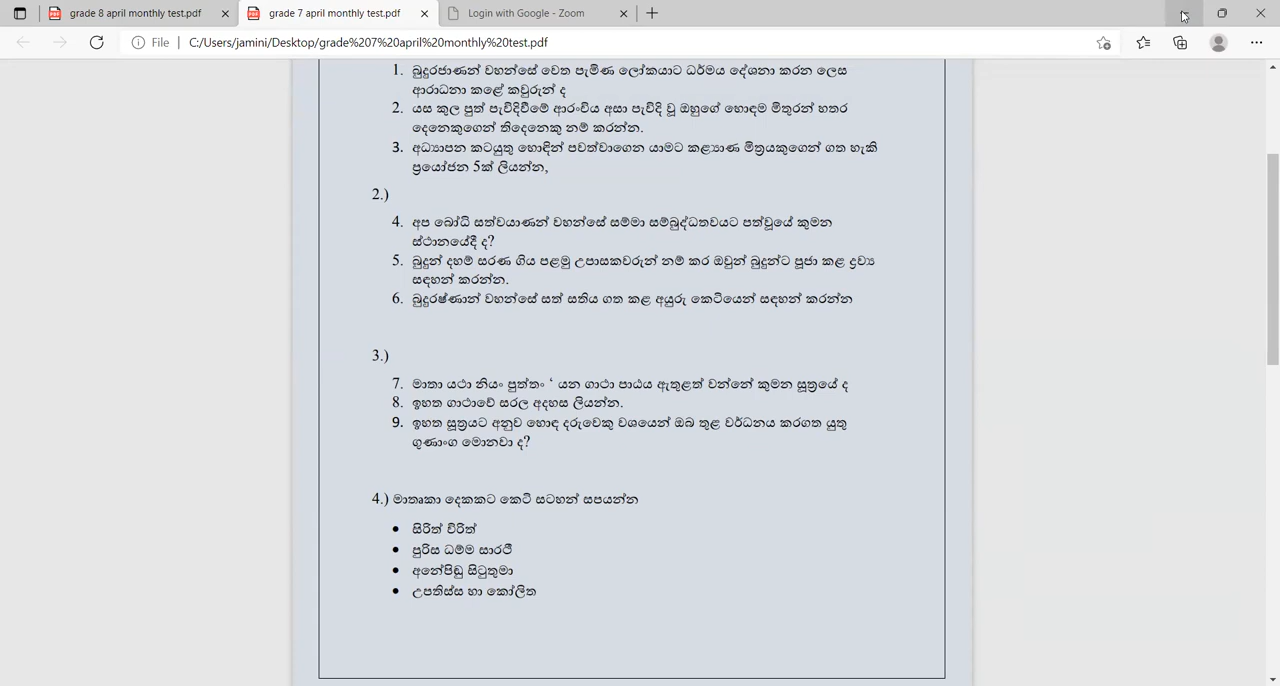 grade 8 april monthly test.pdf
grade 7 april monthly test.pdf
Login with Google - Zoom
File
C:/Users/jamini/Desktop/grade%207%20april%20monthly%20test.pdf
1. බුදුරජාණන් වහන්සේ වෙත පැමිණ ලෝකයාට ධර්මය දේශනා කරන ලෙස
ආරාධනා කළේ කවුරුන් ද
2. යස කුල පුත් පැවිදිවීමේ ආරංචිය අසා පැවිදි වූ ඔහුගේ හොඳම මිතුරන් හතර
දෙනෙකුගෙන් තිදෙනෙකු නම් කරන්න.
3. අධ්‍යාපන කටයුතු හොඳින් පවත්වාගෙන යාමට කළ්‍යාණ මිත්‍රයකුගෙන් ගත හැකි
ප්‍රයෝජන 5ක් ලියන්න,
2.)
4. අප බෝධි සත්වයාණන් වහන්සේ සම්මා සම්බුද්ධත්වයට පත්වූයේ කුමන
ස්ථානයේදී ද?
5. බුදුන් දහම් සරණ ගිය පළමු උපාසකවරුන් නම් කර ඔවුන් බුදුන්ට පූජා කළ ද්‍රව්‍ය
සඳහන් කරන්න.
6. බුදුරෂ්ණාන් වහන්සේ සත් සතිය ගත කළ අයුරු කෙටියෙන් සඳහන් කරන්න
3.)
7. මාතා යථා නියං පුත්තං ‘ යන ගාථා පාඨය ඇතුළත් වන්නේ කුමන සූත්‍රයේ ද
8. ඉහත ගාථාවේ සරල අදහස ලියන්න.
9. ඉහත සූත්‍රයට අනුව හොඳ දරුවෙකු වශයෙන් ඔබ තුළ වර්ධනය කරගත යුතු
ගුණාංග මොනවා ද?
4.) මාතෘකා දෙකකට කෙටි සටහන් සපයන්න
• සිරිත් විරිත්
• පුරිස ධම්ම සාරථී
• අනේපිඬු සිටුතුමා
• උපතිස්ස හා කෝලිත